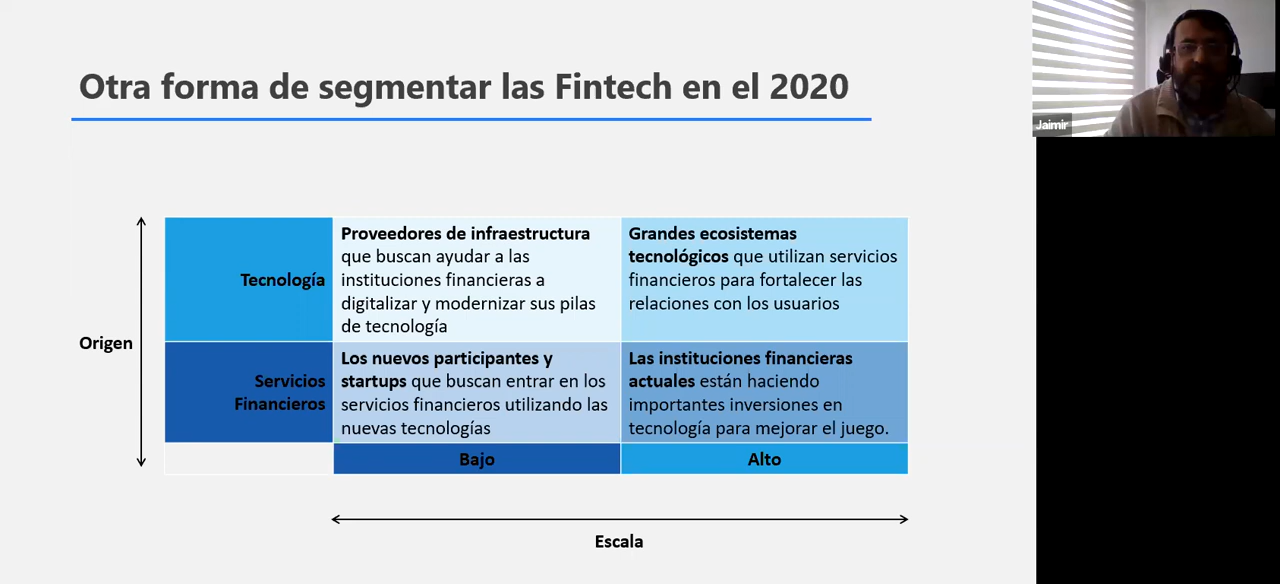 Otra forma de segmentar las Fintech en el 2020
Jaimir
Origen
Tecnología
Proveedores de infraestructura
que buscan ayudar a las
instituciones financieras a
digitalizar y modernizar sus pilas
de tecnología
Grandes ecosistemas
tecnológicos que utilizan servicios
financieros para fortalecer las
relaciones con los usuarios
Servicios
Financieros
Los nuevos participantes y
startups que buscan entrar en los
servicios financieros utilizando las
nuevas tecnologías
Las instituciones financieras
actuales están haciendo
importantes inversiones en
tecnología para mejorar el juego.
Bajo
Alto
Escala